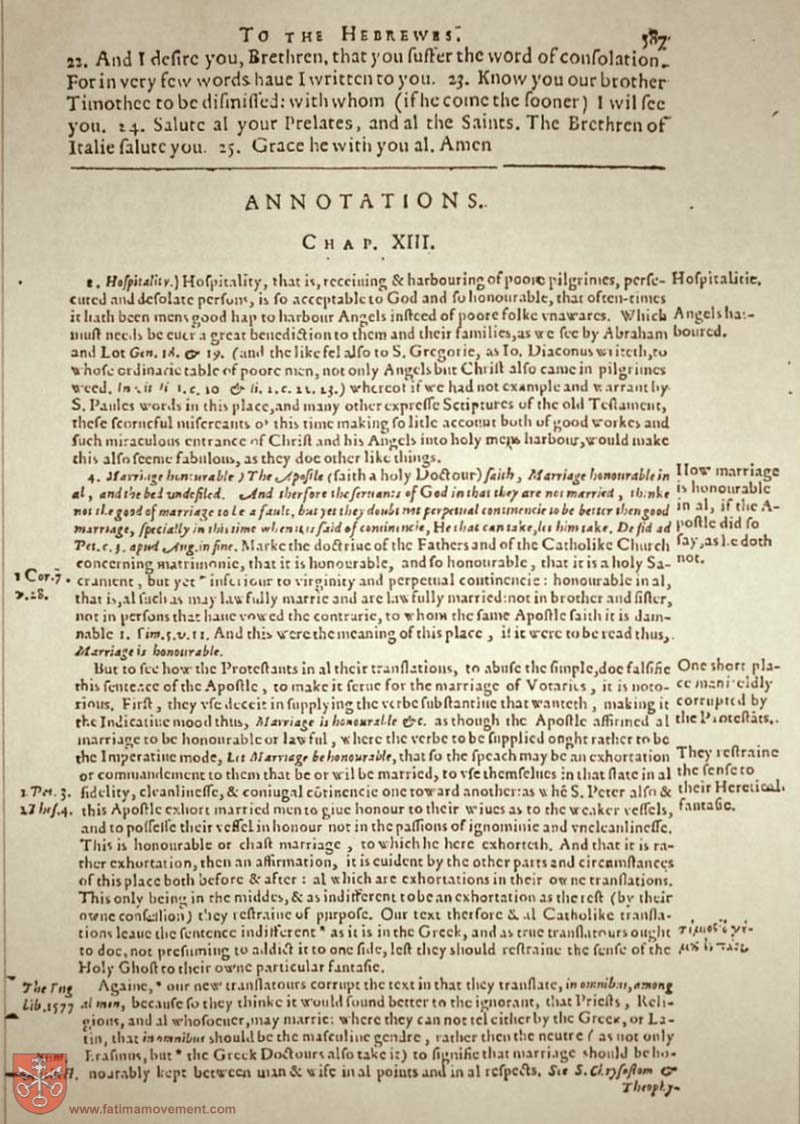 TO THE HEBREWES. 587.
22. And I deſire you, Brethren, that you ſuffer the word of conſolation.
For in very few words haue I written to you. 23. Know you our brother
Timothee to be diſmiſſed: with whom (if he come the ſooner) I wil ſee
you. 24. Salute al your Prelates, and al the Saints. The Brethren of
Italie ſalute you. 25. Grace he with you al. Amen
ANNOTATIONS.
CHAP. XIII.
2. Hoſpitality.) Hoſpitality, that is, receiuing & harbouring of poore pilgrimes, perſe-
Hoſpitalitie.
cuted and deſolate perſons, is ſo acceptable to God and ſo honourable, that often-times
it hath been mens good hap to harbour Angels inſteed of poore folke vnawares. Which
Angels har-
muſt needs be euer a great benediction to them and their families, as we ſee by Abraham
boured.
and Lot Gen. 18. & 19. (and the like fel alſo to S. Gregorie, as Io. Diaconus writeth, to
whoſe ordinarie table of poore men, not only Angels but Chriſt alſo came in pilgrimes
weed. In vit li 1. c. 10 & li. 2. c. 22. 23.) whereof if we had not example and warrant by
S. Paules words in this place, and many other expreſſe Scriptures of the old Teſtament,
theſe ſcorneful miſcreants of this time making ſo litle account both of good workes and
ſuch miraculous entrance of Chriſt and his Angels into holy mens harbour, would make
this alſo ſeeme fabulous, as they doe other like things.
4. Marriage honourable) The Apoſtle (ſaith a holy Doctour) ſaith, Marriage honourable in
How marriage
al, and the bed vndefiled. And therfore the ſeruants of God in that they are not married, thinke
is honourable
not the good of marriage to be a fault, but yet they doubt not perpetual continencie to be better then good
in al, if the A-
marriage, ſpecially in this time when it is ſaid of continencie, He that can take, let him take. De fid ad
poſtle did ſo
Pet. c. 3. apud Aug. in fine. Marke the doctrine of the Fathers and of the Catholike Church
ſay, as he doth
concerning matrimonie, that it is honourable, and ſo honourable, that it is a holy Sa-
not.
1 Cor. 7
crament, but yet * inferiour to virginity and perpetual continencie: honourable in al,
v. 28.
that is, al ſuch as may lawfully marrie and are lawfully married: not in brother and ſiſter,
not in perſons that haue vowed the contrarie, to whom the ſame Apoſtle ſaith it is dam-
nable 1. Tim. 5. v. 11. And this were the meaning of this place, if it were to be read thus,
Marriage is honourable.
But to ſee how the Proteſtants in al their tranſlations, to abuſe the ſimple, doe falſifie
One ſhort pla-
this ſentence of the Apoſtle, to make it ſerue for the marriage of Votaries, it is noto-
ce manifoldly
rious. Firſt, they vſe deceit in ſupplying the verbe ſubſtantiue that wanteth, making it
corrupted by
the Indicatiue mood thus, Marriage is honourable &c. as though the Apoſtle affirmed al
the Proteſtãts.
marriage to be honourable or lawful, where the verbe to be ſupplied ought rather to be
the Imperatiue mode, Let Marriage be honourable, that ſo the ſpeach may be an exhortation
They reſtraine
or commandement to them that be or wil be married, to vſe themſelues in that ſtate in al
the ſenſe to
1. Pet. 3.
fidelity, cleanlineſſe, & coniugal cõtinencie one toward another: as whẽ S. Peter alſo &
their Heretical
1 Theſ. 4.
this Apoſtle exhort married men to giue honour to their wiues as to the weaker veſſels,
fantaſie.
and to poſſeſſe their veſſel in honour not in the paſſions of ignominie and vncleanlineſſe.
This is honourable or chaſt marriage, to which he here exhorteth. And that it is ra-
ther exhortation, then an affirmation, it is euident by the other parts and circumſtances
of this place both before & after: al which are exhortations in their owne tranſlations.
This only being in the middes, & as indifferent to be an exhortation as the reſt (by their
owne confeſſion) they reſtraine of purpoſe. Our text therfore & al Catholike tranſla-
tions leaue the ſentence indifferent * as it is in the Greek, and as true tranſlatours ought
to doe, not preſuming to addict it to one ſide, leſt they ſhould reſtraine the ſenſe of the
Holy Ghoſt to their owne particular fantaſie.
The Eng
Againe, * our new tranſlatours corrupt the text in that they tranſlate, in omnibus, among
Bib. 1577
al men, becauſe ſo they thinke it would ſound better to the ignorant, that Prieſts, Reli-
gious, and al whoſoeuer, may marrie: where they can not tel either by the Greek, or La-
tin, that in omnibus ſhould be the maſculine gendre, rather then the neutre (as not only
Eraſmus, but * the Greek Doctours alſo take it) to ſignifie that marriage ſhould be ho-
nourably kept between man & wife in al points and in al reſpects. See S. Chryſoſtom &
Theophy-
www.fatimamovement.com